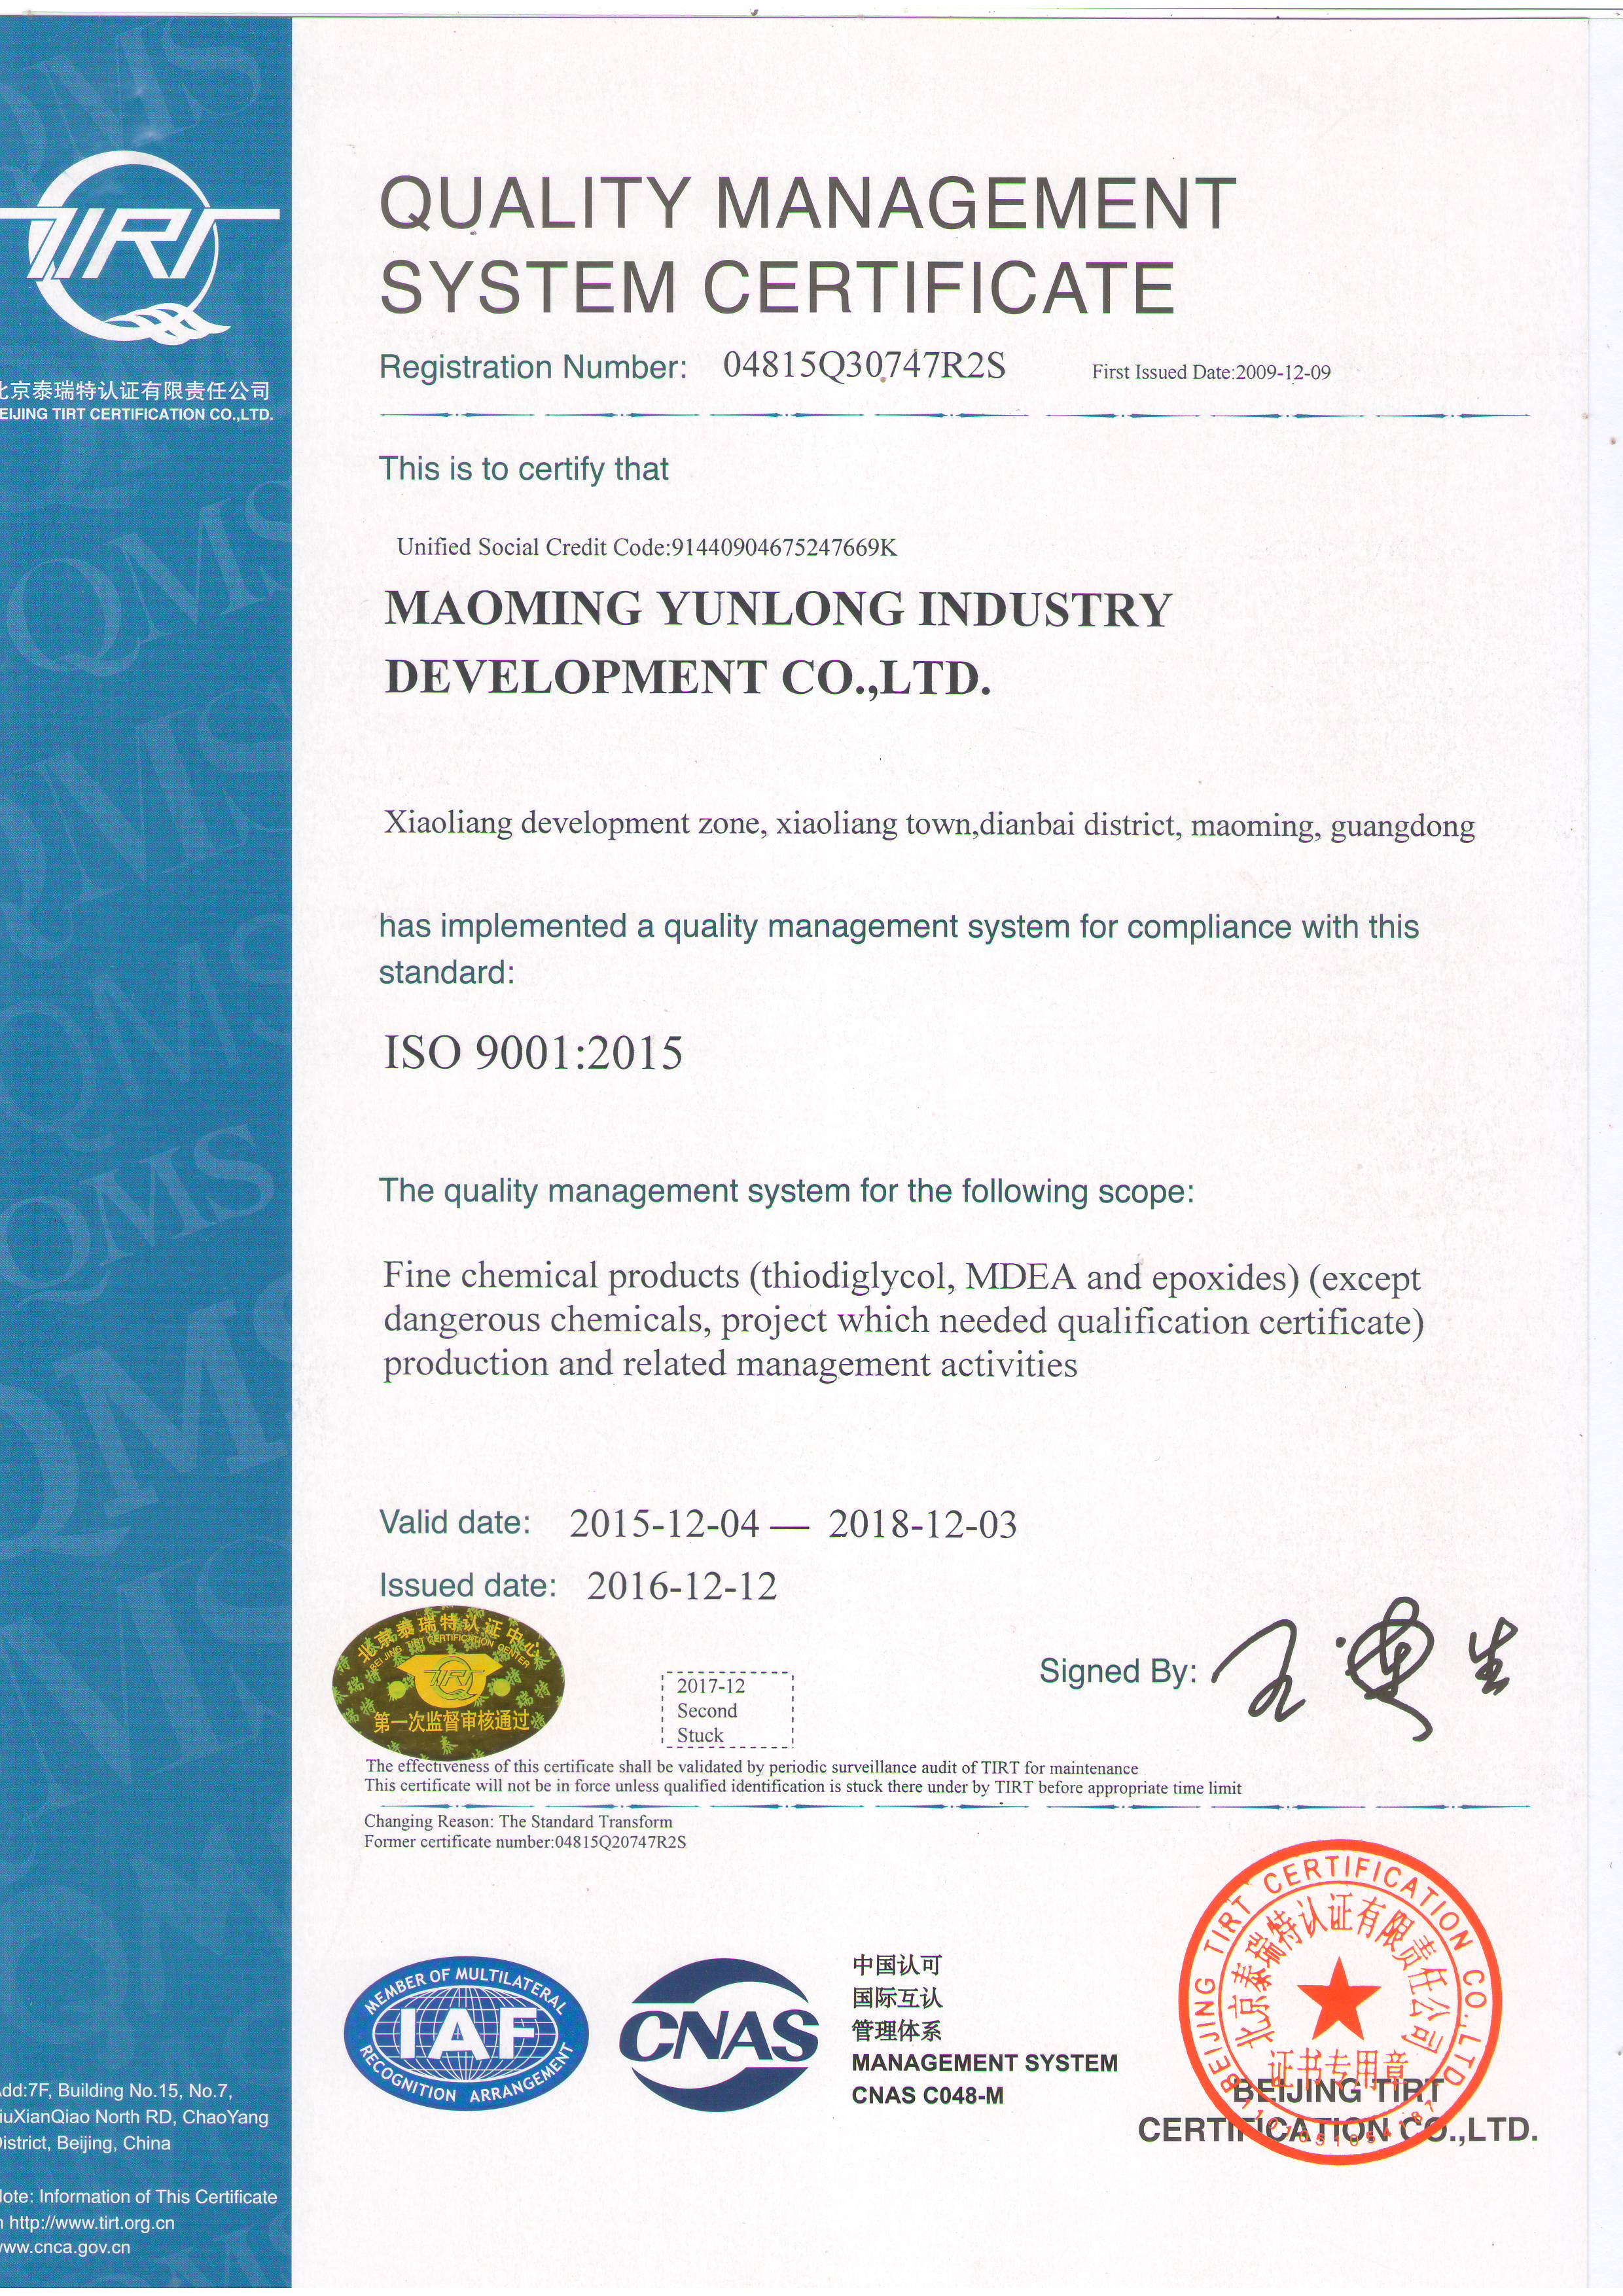 TIRT
北京泰瑞特认证有限责任公司
EIJING TIRT CERTIFICATION CO.,LTD.
QUALITY MANAGEMENT
SYSTEM CERTIFICATE
Registration Number: 04815Q30747R2S First Issued Date:2009-12-09
This is to certify that
Unified Social Credit Code:91440904675247669K
MAOMING YUNLONG INDUSTRY
DEVELOPMENT CO.,LTD.
Xiaoliang development zone, xiaoliang town,dianbai district, maoming, guangdong
has implemented a quality management system for compliance with this
standard:
ISO 9001:2015
The quality management system for the following scope:
Fine chemical products (thiodiglycol, MDEA and epoxides) (except
dangerous chemicals, project which needed qualification certificate)
production and related management activities
Valid date: 2015-12-04 — 2018-12-03
Issued date: 2016-12-12
北京泰瑞特认证中心
BEIJING TIRT CERTIFICATION CENTER
TIRT
第一次监督审核通过
2017-12
Second
Stuck
Signed By:
The effectiveness of this certificate shall be validated by periodic surveillance audit of TIRT for maintenance
This certificate will not be in force unless qualified identification is stuck there under by TIRT before appropriate time limit
Changing Reason: The Standard Transform
Former certificate number:04815Q20747R2S
MEMBER OF MULTILATERAL
IAF
RECOGNITION ARRANGEMENT
CNAS
中国认可
国际互认
管理体系
MANAGEMENT SYSTEM
CNAS C048-M
BEIJING TIRT CERTIFICATION CO.,LTD
北京泰瑞特认证有限责任公司
证书专用章
BEIJING TIRT
CERTIFICATION CO.,LTD.
dd:7F, Building No.15, No.7,
iuXianQiao North RD, ChaoYang
istrict, Beijing, China
ote: Information of This Certificate
http://www.tirt.org.cn
www.cnca.gov.cn
QMS